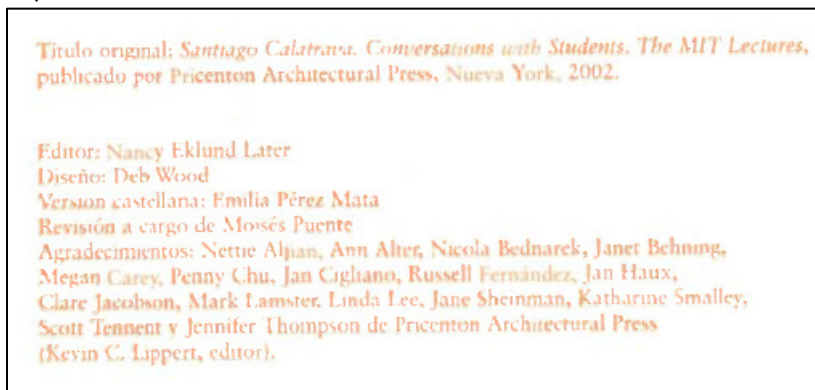 Título original: Santiago Calatrava. Conversations with Students. The MIT Lectures,
publicado por Pricenton Architectural Press, Nueva York, 2002.
Editor: Nancy Eklund Later
Diseño: Deb Wood
Version castellana: Emilia Pérez Mata
Revisión a cargo de Moisés Puente
Agradecimientos: Nettie Aljian, Ann Alter, Nicola Bednarek, Janet Behning,
Megan Carey, Penny Chu, Jan Cigliano, Russell Fernández, Jan Haux,
Clare Jacobson, Mark Lamster, Linda Lee, Jane Sheinman, Katharine Smalley,
Scott Tennent y Jennifer Thompson de Pricenton Architectural Press
(Kevin C. Lippert, editor).